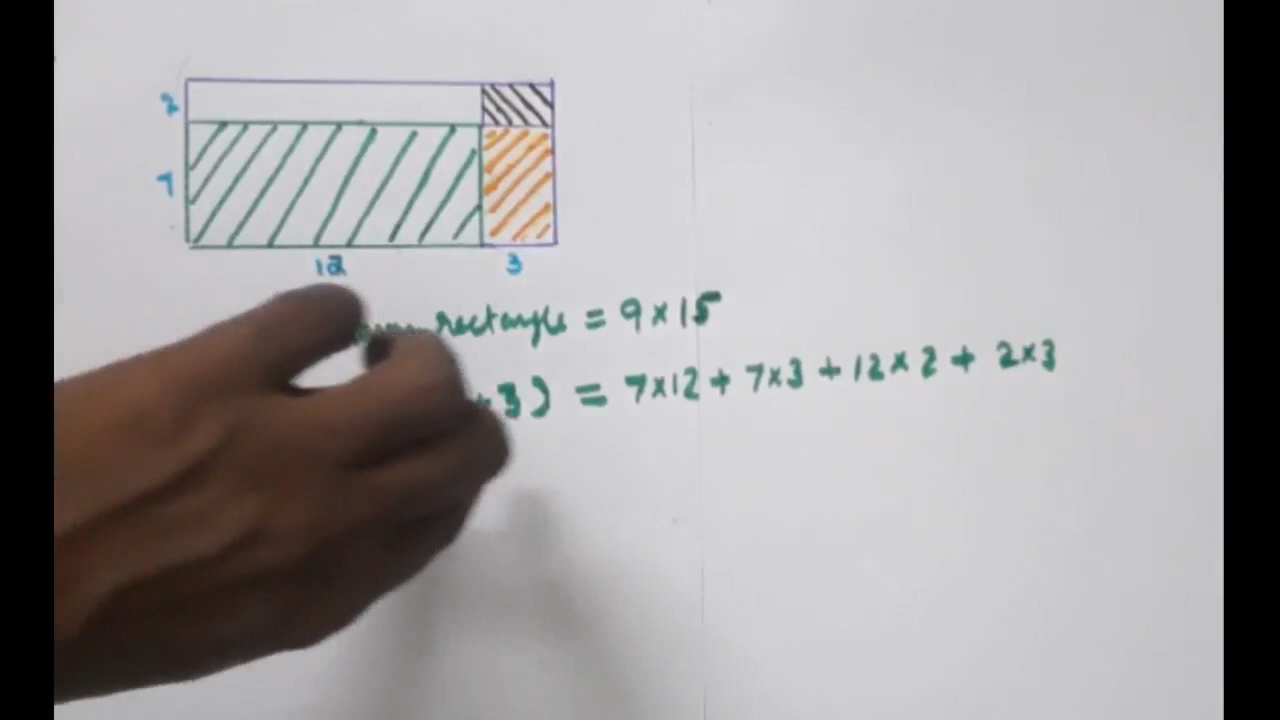 2
7
12 3
rectangle = 9 × 15
+ 3) = 7×12 + 7×3 + 12×2 + 2×3